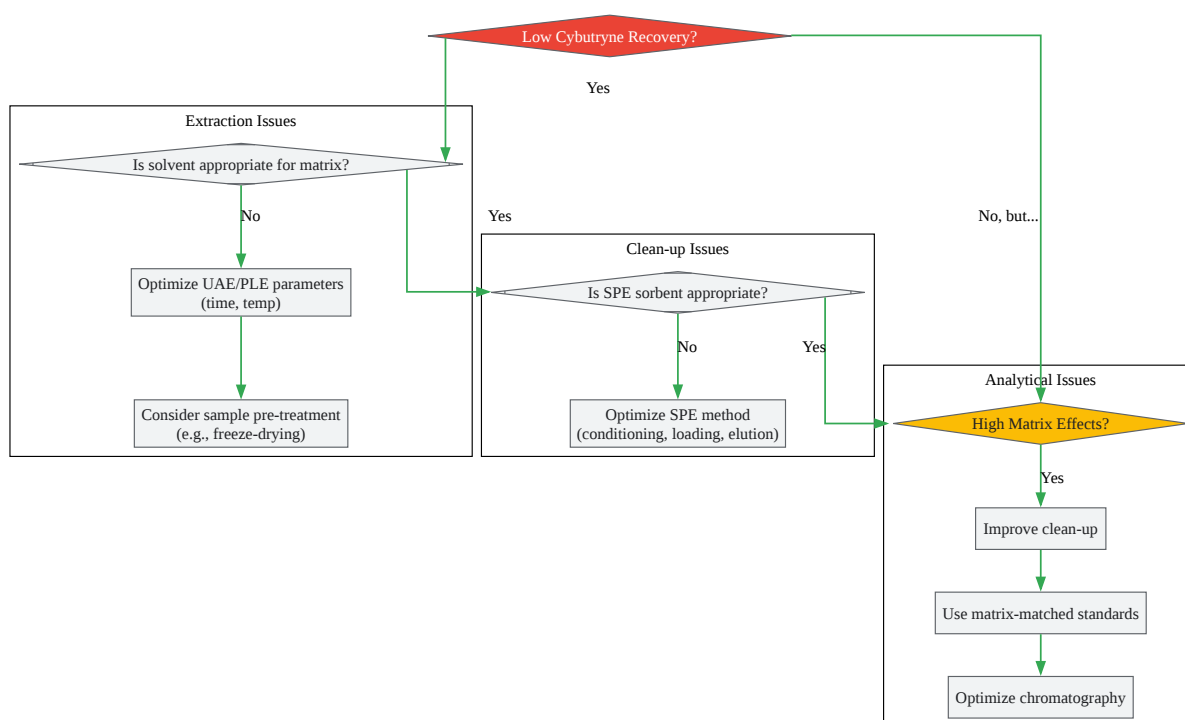 Low Cybutryne Recovery?
Yes
Extraction Issues
Is solvent appropriate for matrix?
No
Yes
No, but...
Optimize UAE/PLE parameters
(time, temp)
Consider sample pre-treatment
(e.g., freeze-drying)
Clean-up Issues
Is SPE sorbent appropriate?
No
Yes
Optimize SPE method
(conditioning, loading, elution)
Analytical Issues
High Matrix Effects?
Yes
Improve clean-up
Use matrix-matched standards
Optimize chromatography